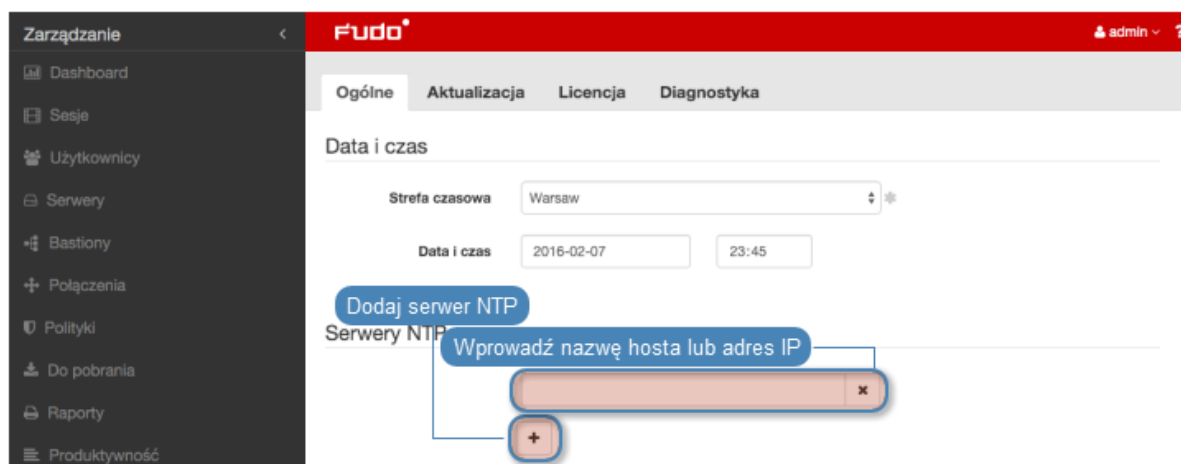 Zarządzanie
Dashboard
Sesje
Użytkownicy
Serwery
Bastiony
Połączenia
Polityki
Do pobrania
Raporty
Produktywność
FUDO
admin
?
Ogólne Aktualizacja Licencja Diagnostyka
Data i czas
Strefa czasowa Warsaw
Data i czas 2016-02-07 23:45
Dodaj serwer NTP
Serwery NTP
Wprowadź nazwę hosta lub adres IP